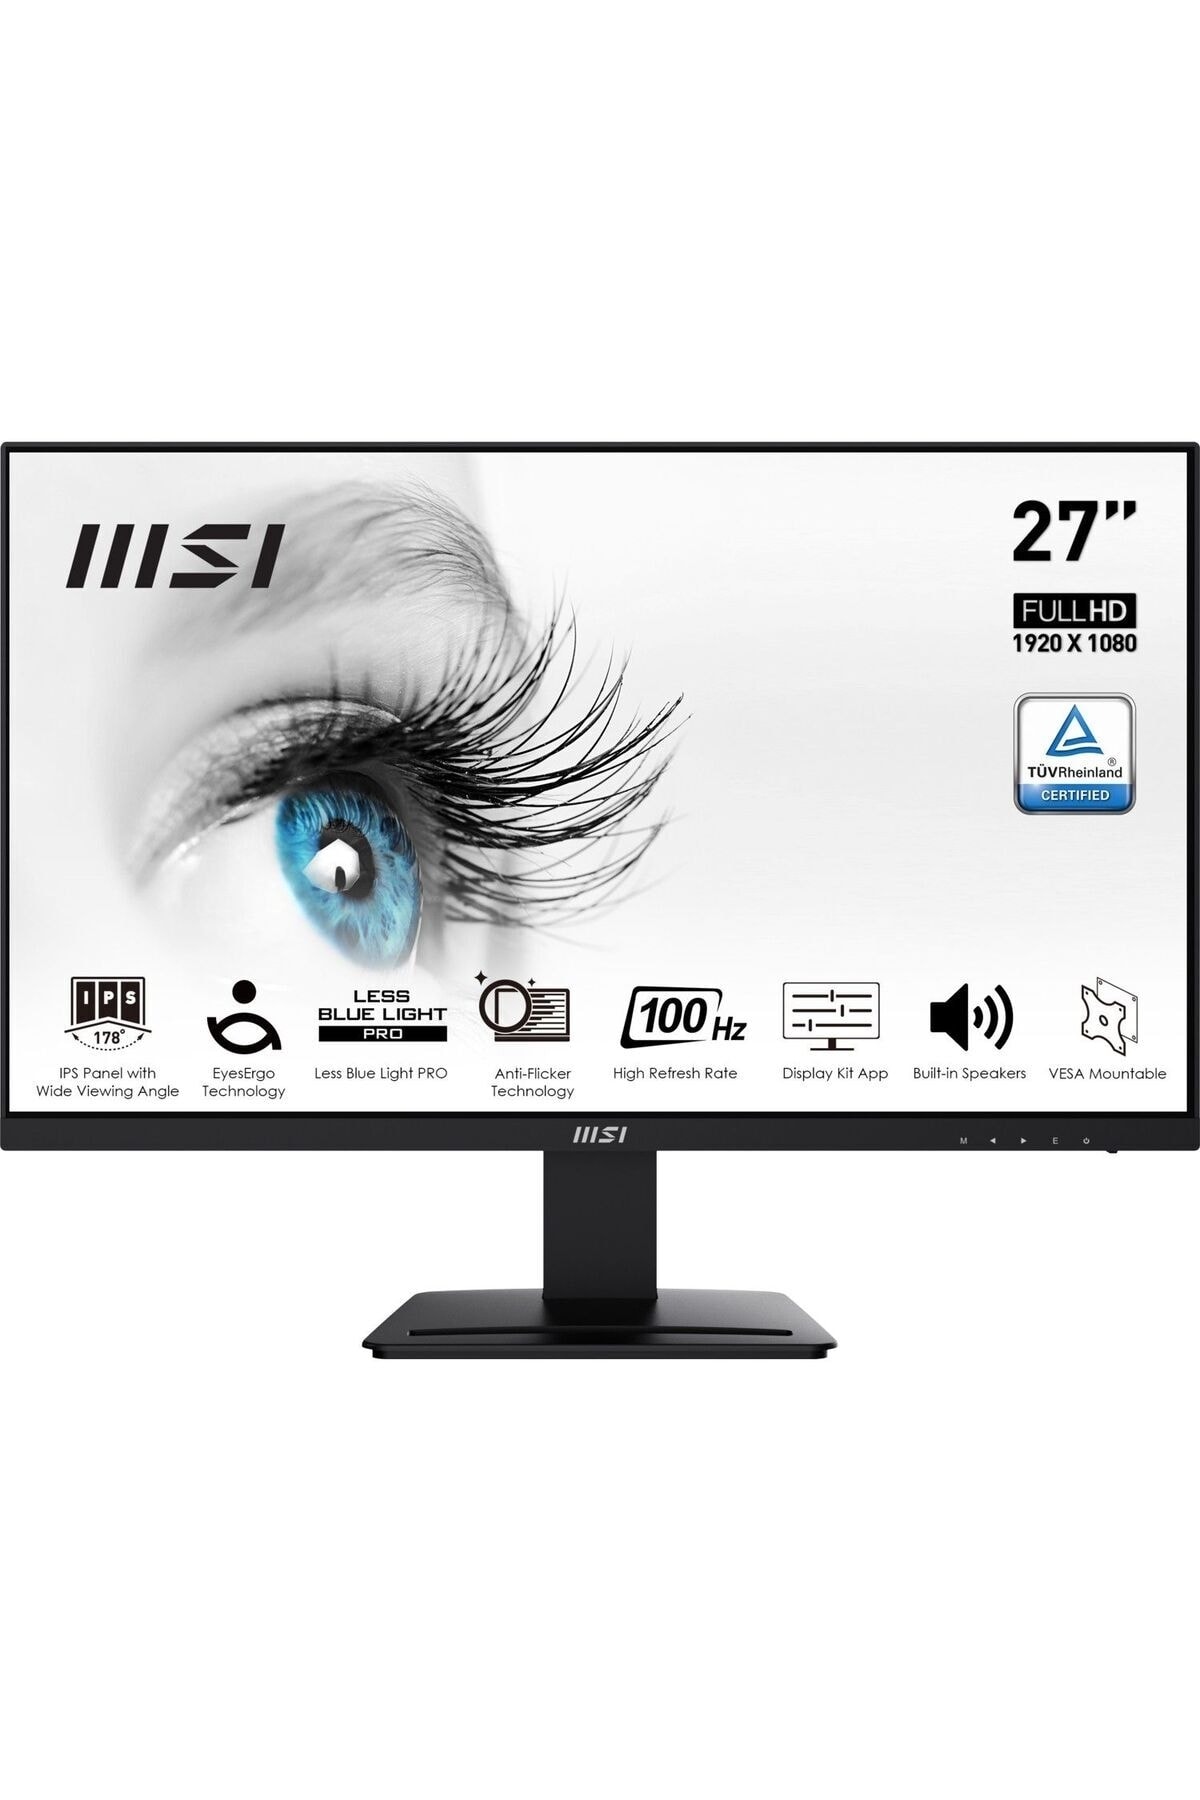 MSI
27”
FULL HD
1920 X 1080
TÜVRheinland®
CERTIFIED
IPS
178°
IPS Panel with
Wide Viewing Angle
EyesErgo
Technology
LESS
BLUE LIGHT
PRO
Less Blue Light PRO
Anti-Flicker
Technology
100 Hz
High Refresh Rate
Display Kit App
Built-in Speakers
VESA Mountable
MSI
M ◄ ► E